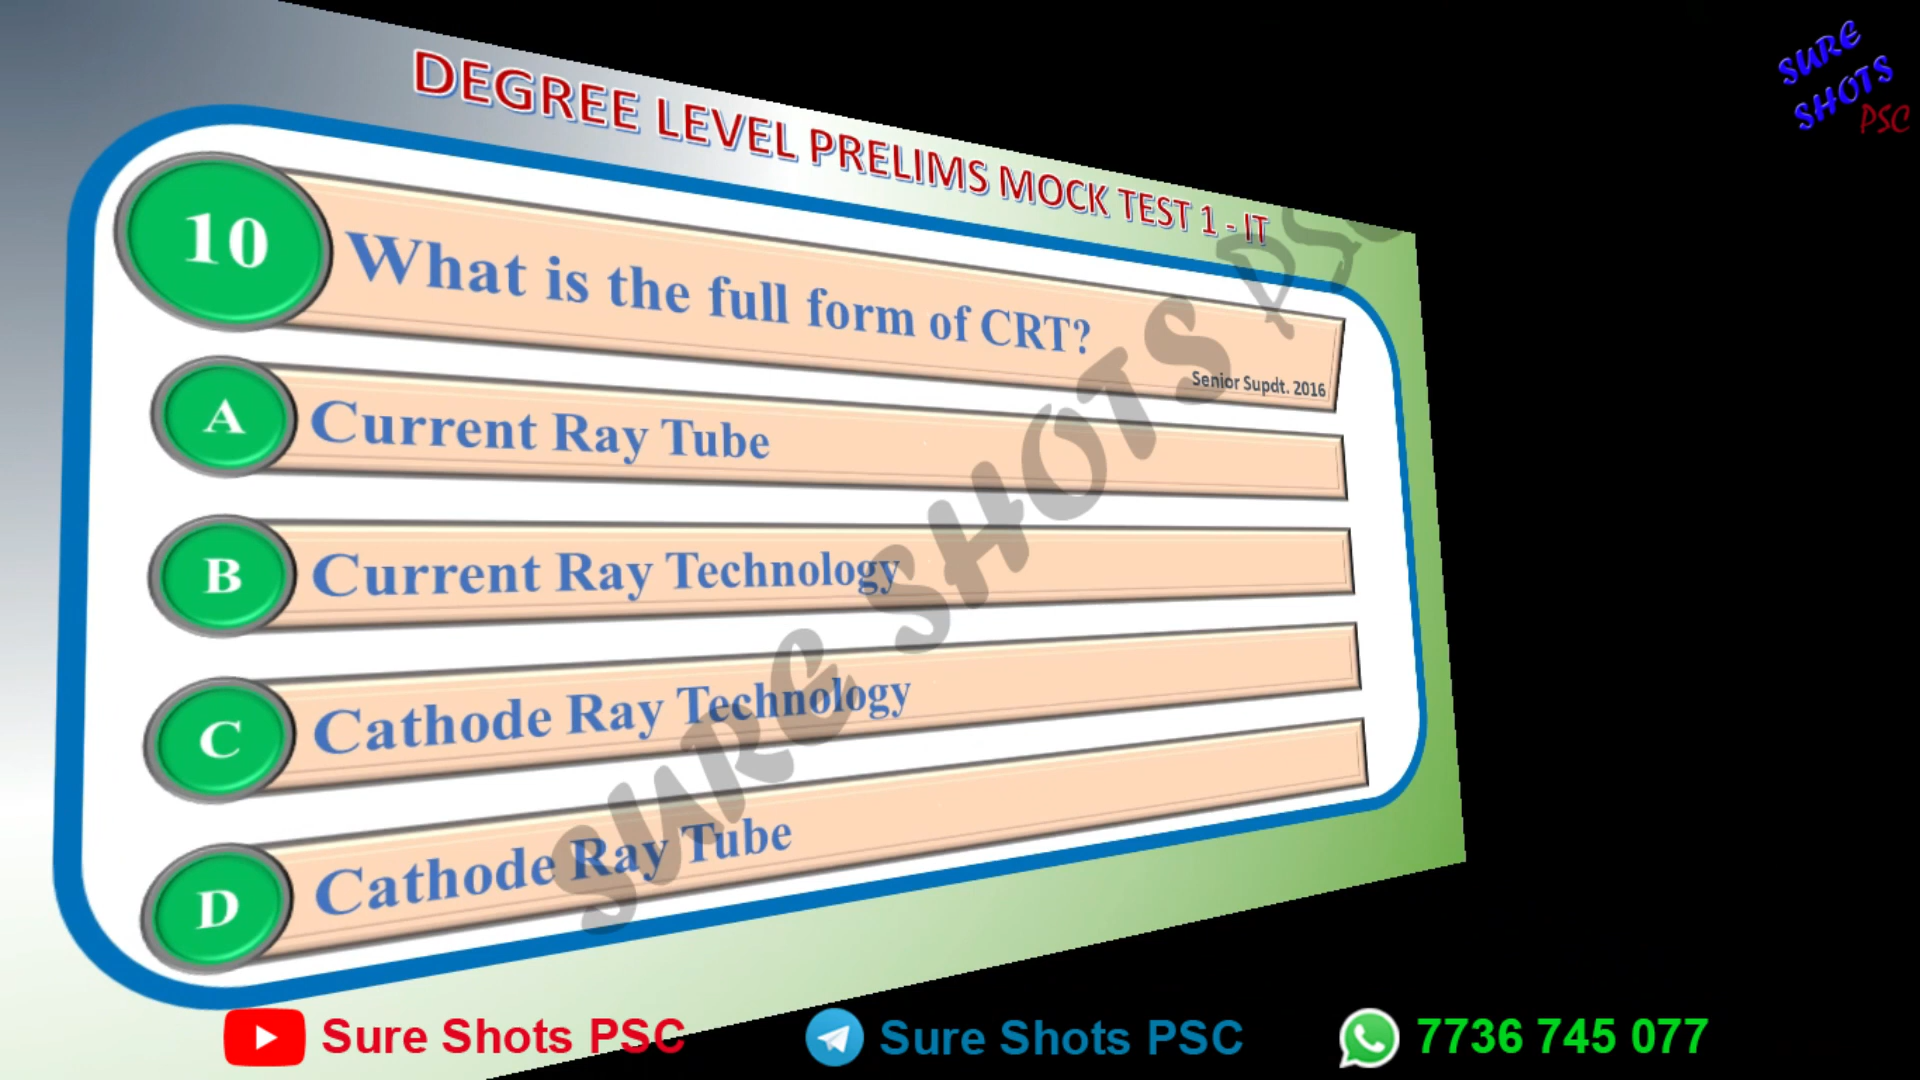 SURE
SHOTS
PSC
DEGREE LEVEL PRELIMS MOCK TEST 1 - IT
10
What is the full form of CRT?
Senior Supdt. 2016
A
Current Ray Tube
B
Current Ray Technology
C
Cathode Ray Technology
D
Cathode Ray Tube
SURE SHOTS PSC
Sure Shots PSC
Sure Shots PSC
7736 745 077